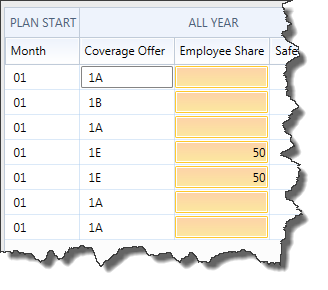 PLAN START ALL YEAR
Month Coverage Offer Employee Share Safe
01 1A
01 1B
01 1A
01 1E 50
01 1E 50
01 1A
01 1A